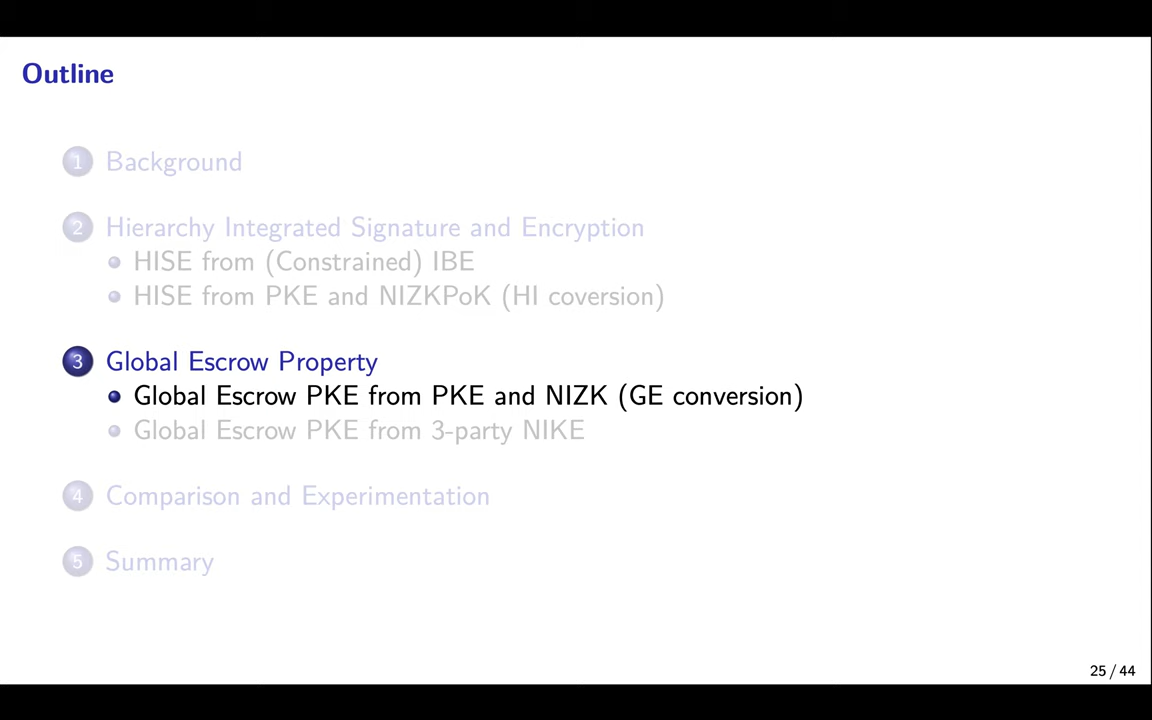 Outline
1 Background
2 Hierarchy Integrated Signature and Encryption
HISE from (Constrained) IBE
HISE from PKE and NIZKPoK (HI coversion)
3 Global Escrow Property
Global Escrow PKE from PKE and NIZK (GE conversion)
Global Escrow PKE from 3-party NIKE
4 Comparison and Experimentation
5 Summary
25 / 44